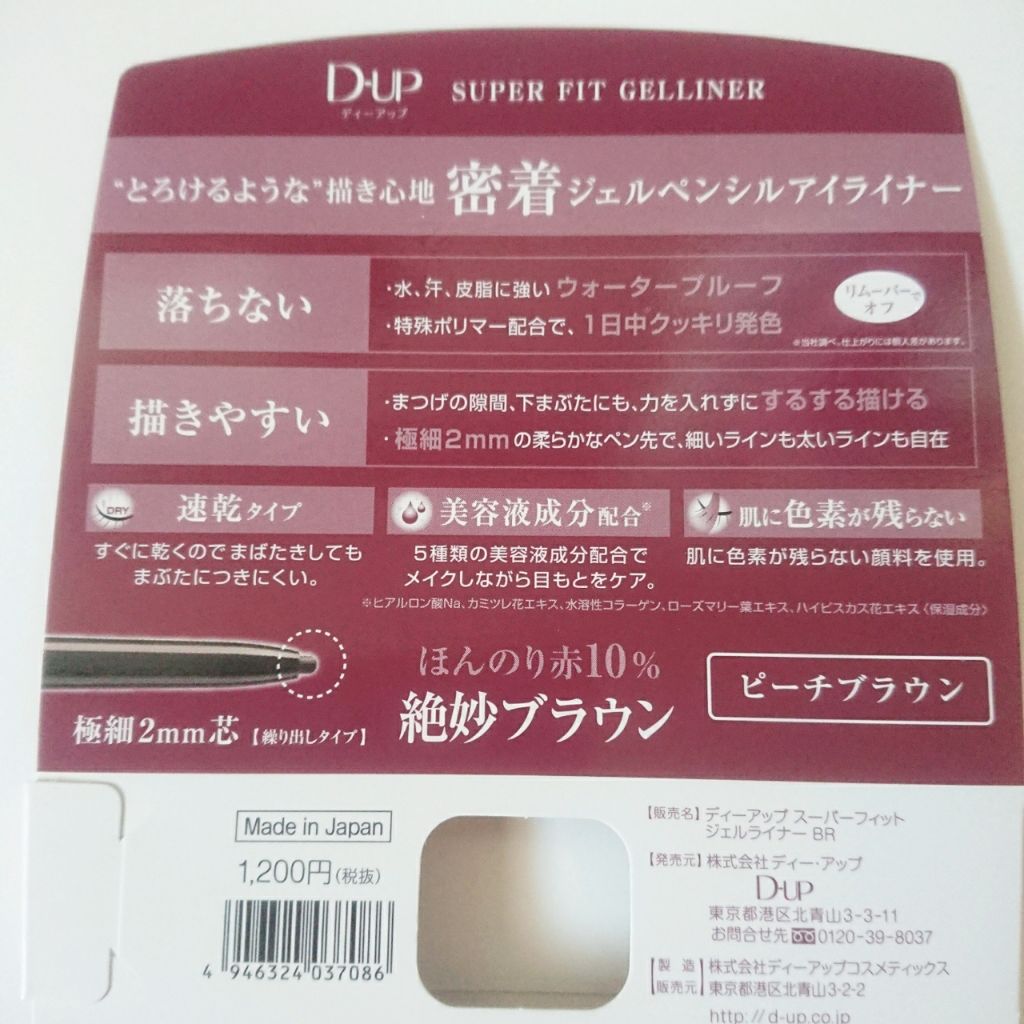 D-UP SUPER FIT GELLINER
ディーアップ
“とろけるような”描き心地 密着ジェルペンシルアイライナー
落ちない
・水、汗、皮脂に強いウォータープルーフ
・特殊ポリマー配合で、1日中クッキリ発色
リムーバーで
オフ
※当社調べ。仕上がりには個人差があります。
描きやすい
・まつげの隙間、下まぶたにも、力を入れずにするする描ける
・極細2mmの柔らかなペン先で、細いラインも太いラインも自在
DRY 速乾タイプ
すぐに乾くのでまばたきしても
まぶたにつきにくい。
美容液成分配合※
5種類の美容液成分配合で
メイクしながら目もとをケア。
肌に色素が残らない
肌に色素が残らない顔料を使用。
※ヒアルロン酸Na、カミツレ花エキス、水溶性コラーゲン、ローズマリー葉エキス、ハイビスカス花エキス〈保湿成分〉
極細2mm芯【繰り出しタイプ】
ほんのり赤10%
絶妙ブラウン
ピーチブラウン
Made in Japan
1,200円(税抜)
4 946324 037086
【販売名】ディーアップ スーパーフィット
ジェルライナー BR
【発売元】株式会社ディー・アップ
D-UP
東京都港区北青山3-3-11
お問合せ先 0120-39-8037
【製造販売元】株式会社ディーアップコスメティックス
東京都港区北青山3-2-2
http://d-up.co.jp